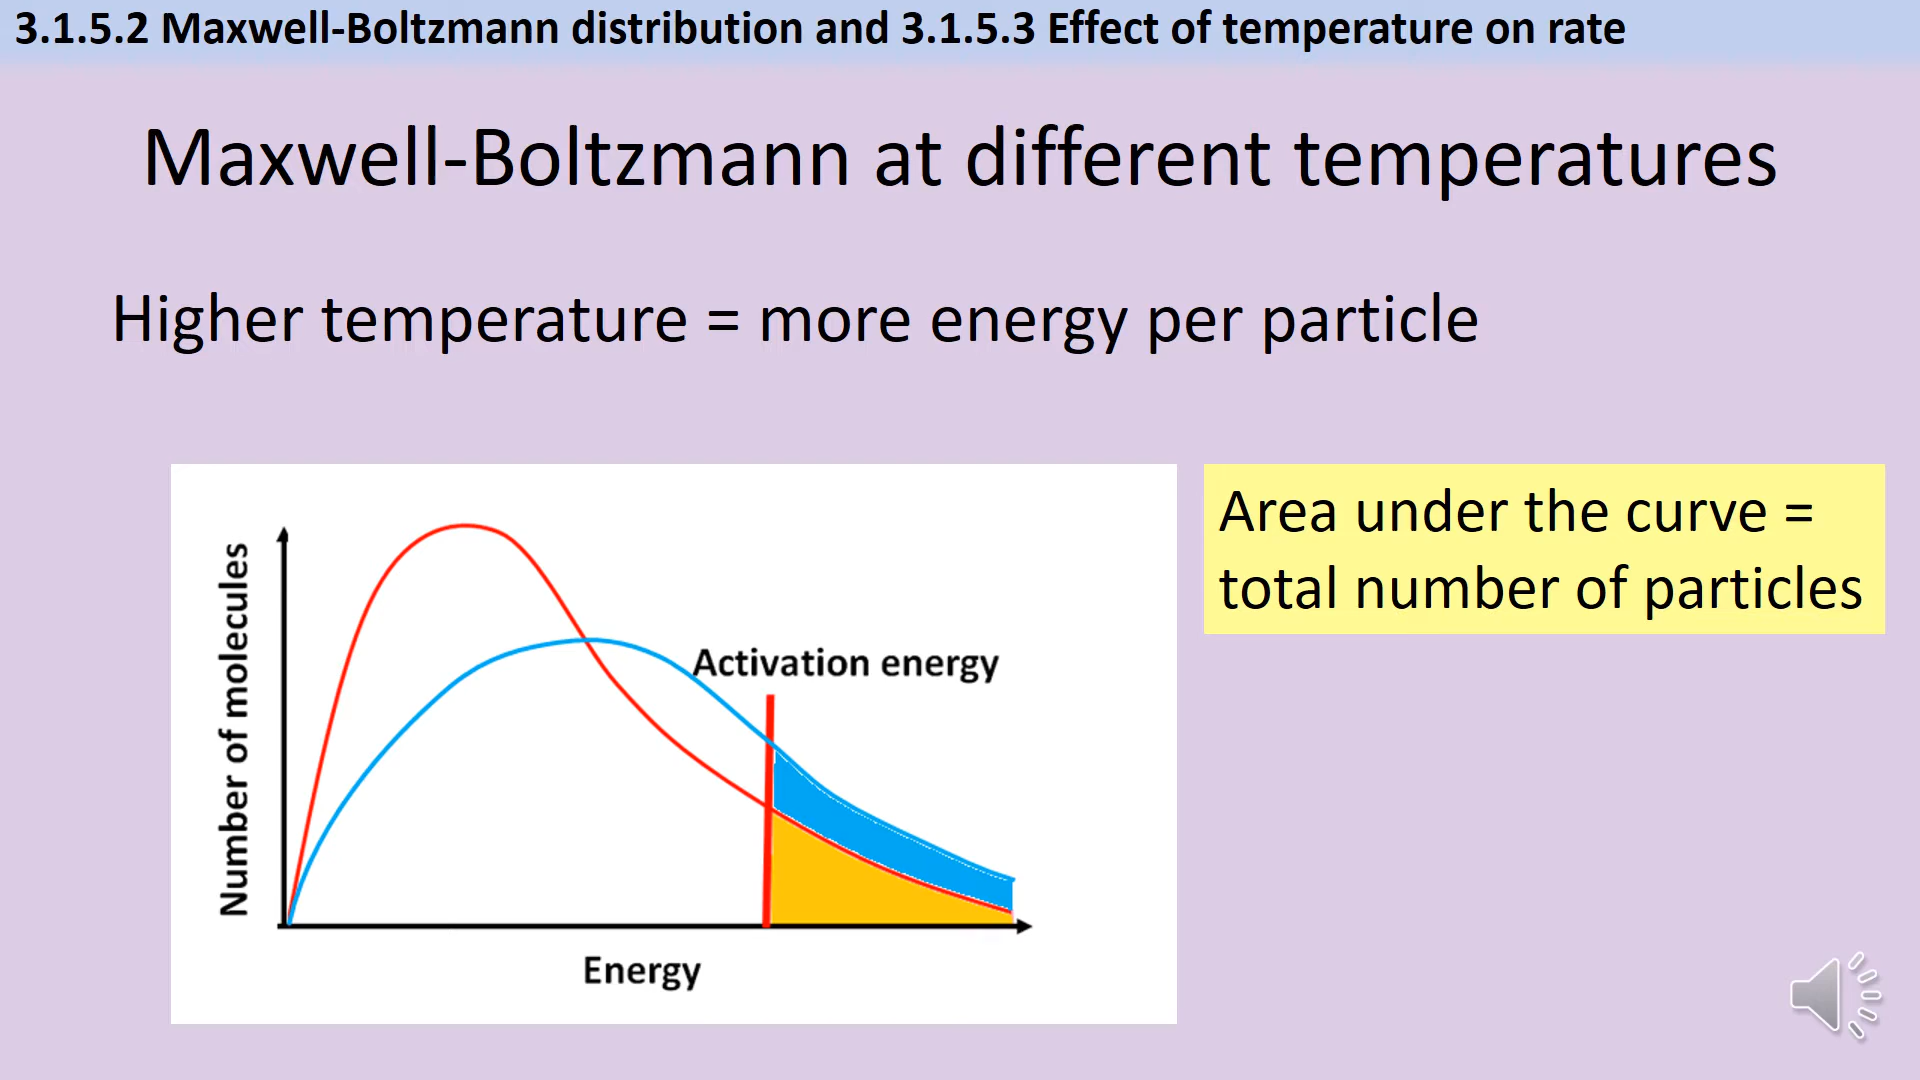 3.1.5.2 Maxwell-Boltzmann distribution and 3.1.5.3 Effect of temperature on rate
Maxwell-Boltzmann at different temperatures
Higher temperature = more energy per particle
Number of molecules
Activation energy
Energy
Area under the curve =
total number of particles